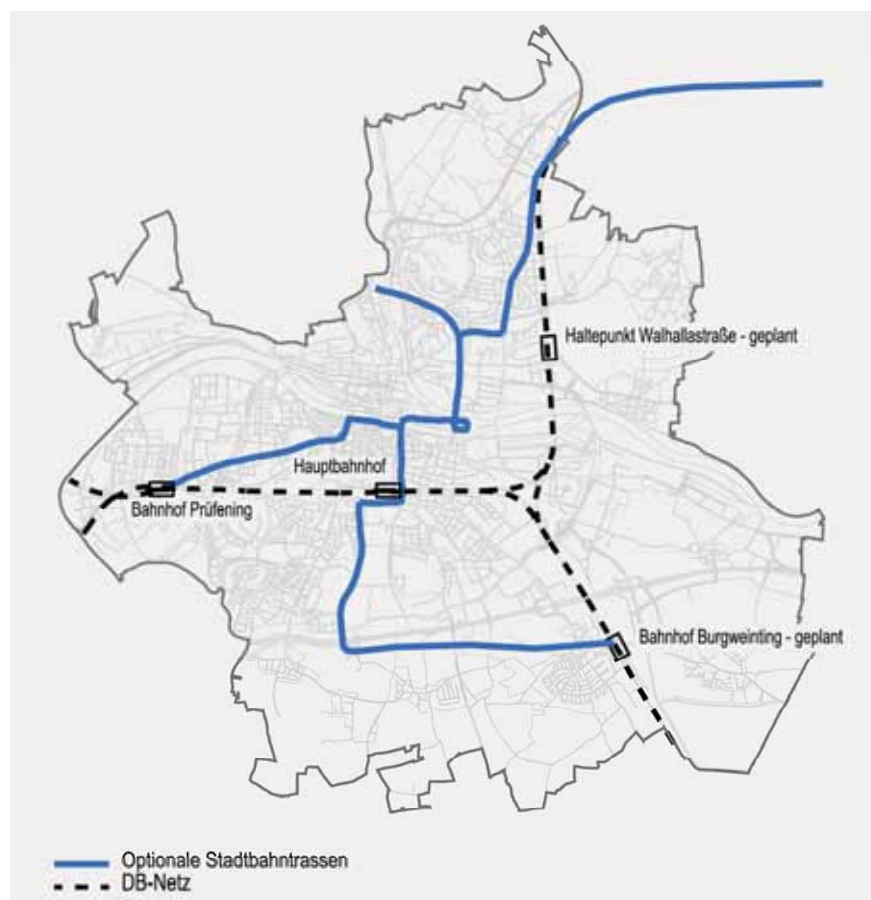 Haltepunkt Walhallastraße - geplant
Hauptbahnhof
Bahnhof Prüfening
Bahnhof Burgweinting - geplant
Optionale Stadtbahntrassen
DB-Netz